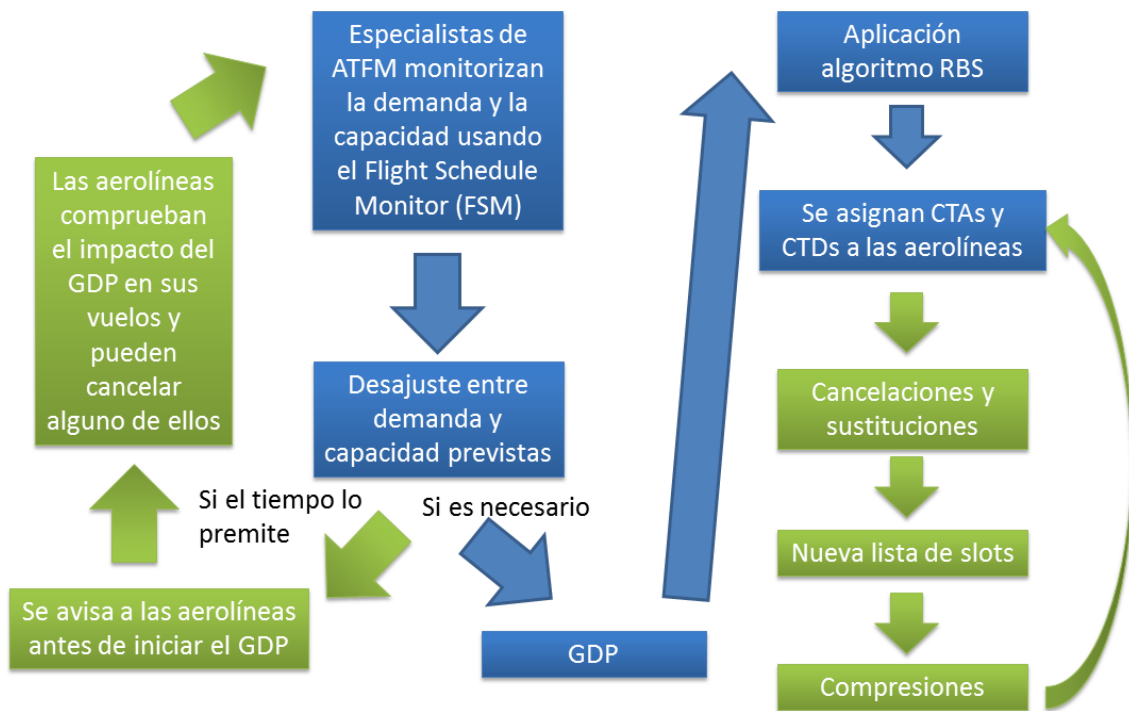 Especialistas de
ATFM monitorizan
la demanda y la
capacidad usando
el Flight Schedule
Monitor (FSM)
Desajuste entre
demanda y
capacidad previstas
Si el tiempo lo
premite
Si es necesario
Se avisa a las aerolíneas
antes de iniciar el GDP
Las aerolíneas
comprueban
el impacto del
GDP en sus
vuelos y
pueden
cancelar
alguno de ellos
GDP
Aplicación
algoritmo RBS
Se asignan CTAs y
CTDs a las aerolíneas
Cancelaciones y
sustituciones
Nueva lista de slots
Compresiones